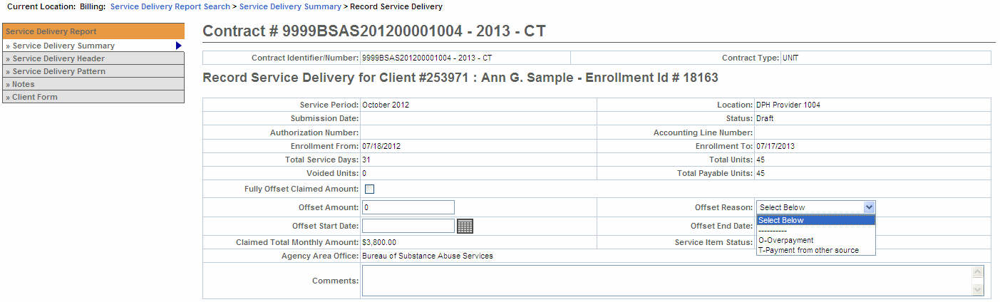 Current Location: Billing: Service Delivery Report Search > Service Delivery Summary > Record Service Delivery
Service Delivery Report
» Service Delivery Summary
» Service Delivery Header
» Service Delivery Pattern
» Notes
» Client Form
Contract # 9999BSAS201200001004 - 2013 - CT
Contract Identifier/Number: 9999BSAS201200001004 - 2013 - CT Contract Type: UNIT
Record Service Delivery for Client #253971 : Ann G. Sample - Enrollment Id # 18163
Service Period: October 2012 Location: DPH Provider 1004
Submission Date: Status: Draft
Authorization Number: Accounting Line Number:
Enrollment From: 07/18/2012 Enrollment To: 07/17/2013
Total Service Days: 31 Total Units: 45
Voided Units: 0 Total Payable Units: 45
Fully Offset Claimed Amount:
Offset Amount: 0 Offset Reason: Select Below
Select Below
----------
O-Overpayment
T-Payment from other source
Offset Start Date: Offset End Date:
Claimed Total Monthly Amount: $3,800.00 Service Item Status:
Agency Area Office: Bureau of Substance Abuse Services
Comments: